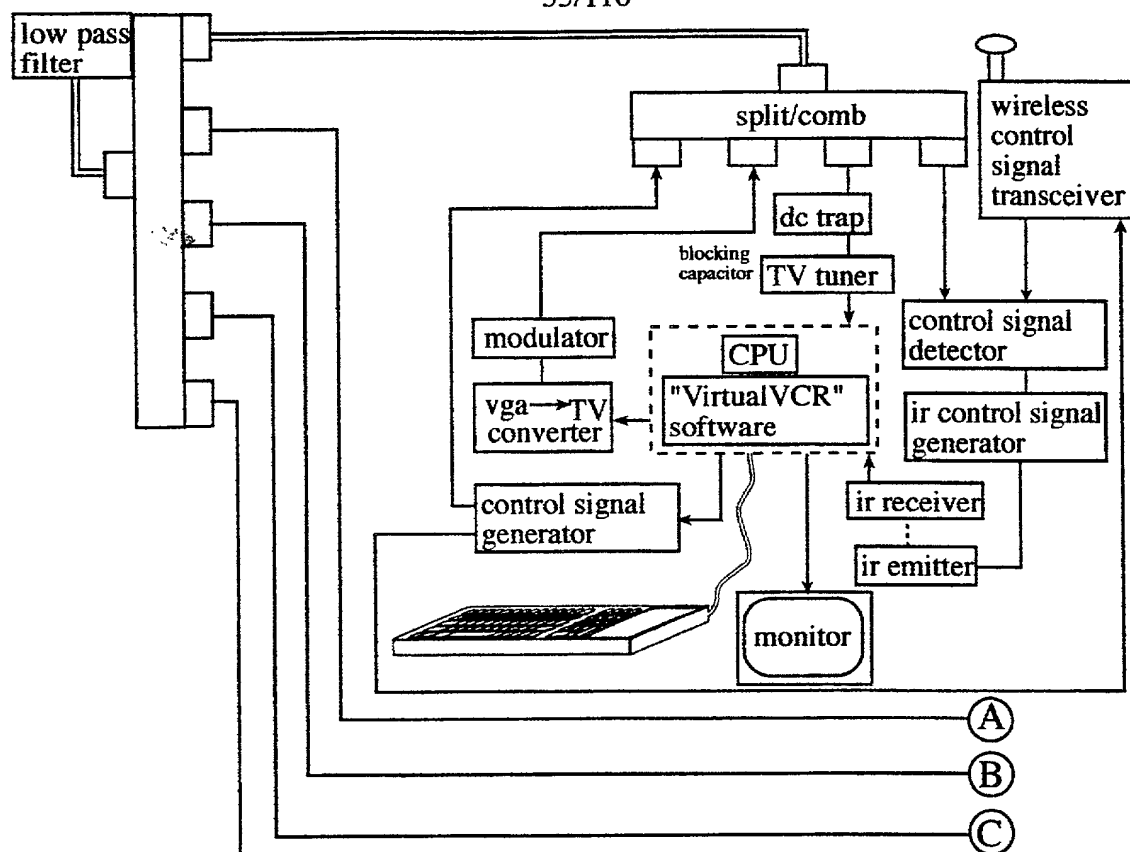 low pass
filter
split/comb
wireless
control
signal
transceiver
dc trap
blocking
capacitor
TV tuner
control signal
detector
modulator
CPU
"VirtualVCR"
software
vga→TV
converter
ir control signal
generator
control signal
generator
ir receiver
ir emitter
monitor
A
B
C